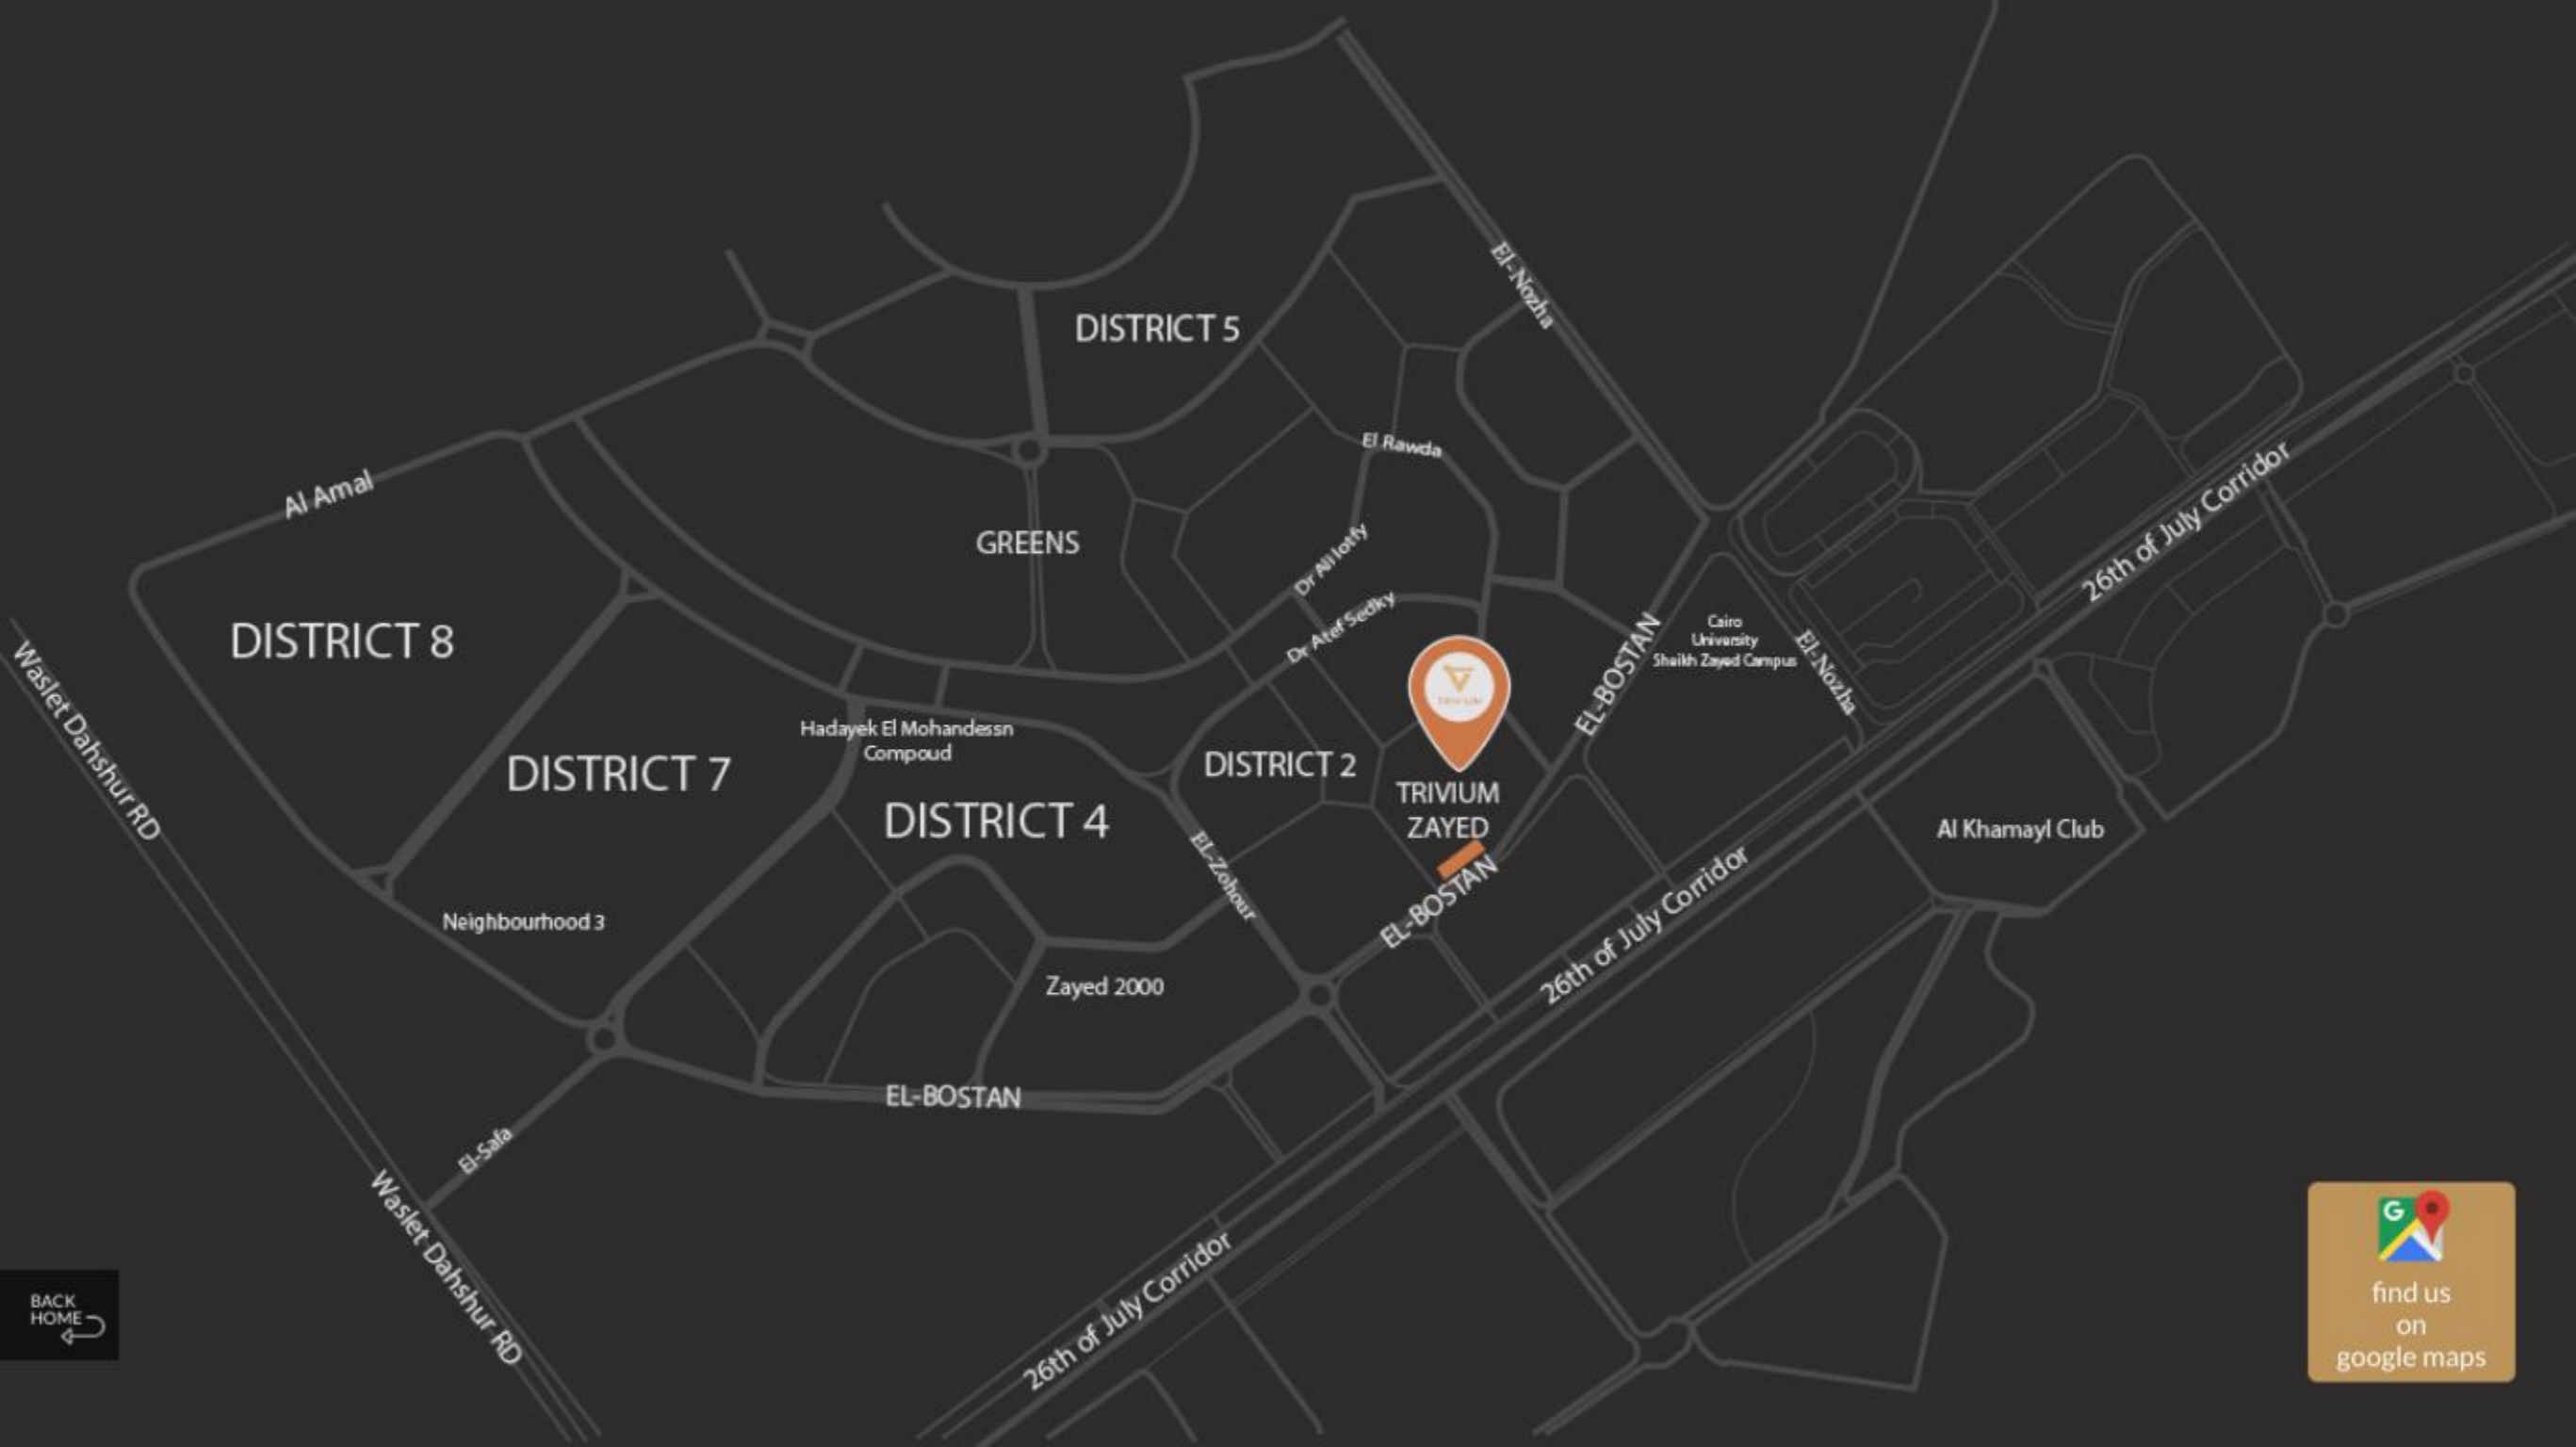 El-Nozha
DISTRICT 5
El Rawda
26th of July Corridor
Al Amal
GREENS
Dr Ali lotfy
Dr Atef Sedky
DISTRICT 8
Cairo
University
Sheikh Zayed Campus
El-Nozha
EL-BOSTAN
Waslet Dahshur RD
Hadayek El Mohandessn
Compoud
DISTRICT 7
DISTRICT 2
TRIVIUM
ZAYED
DISTRICT 4
Al Khamayl Club
EL-Zohour
EL-BOSTAN
26th of July Corridor
Neighbourhood 3
Zayed 2000
EL-BOSTAN
El-Safa
Waslet Dahshur RD
26th of July Corridor
BACK
HOME
G
find us
on
google maps